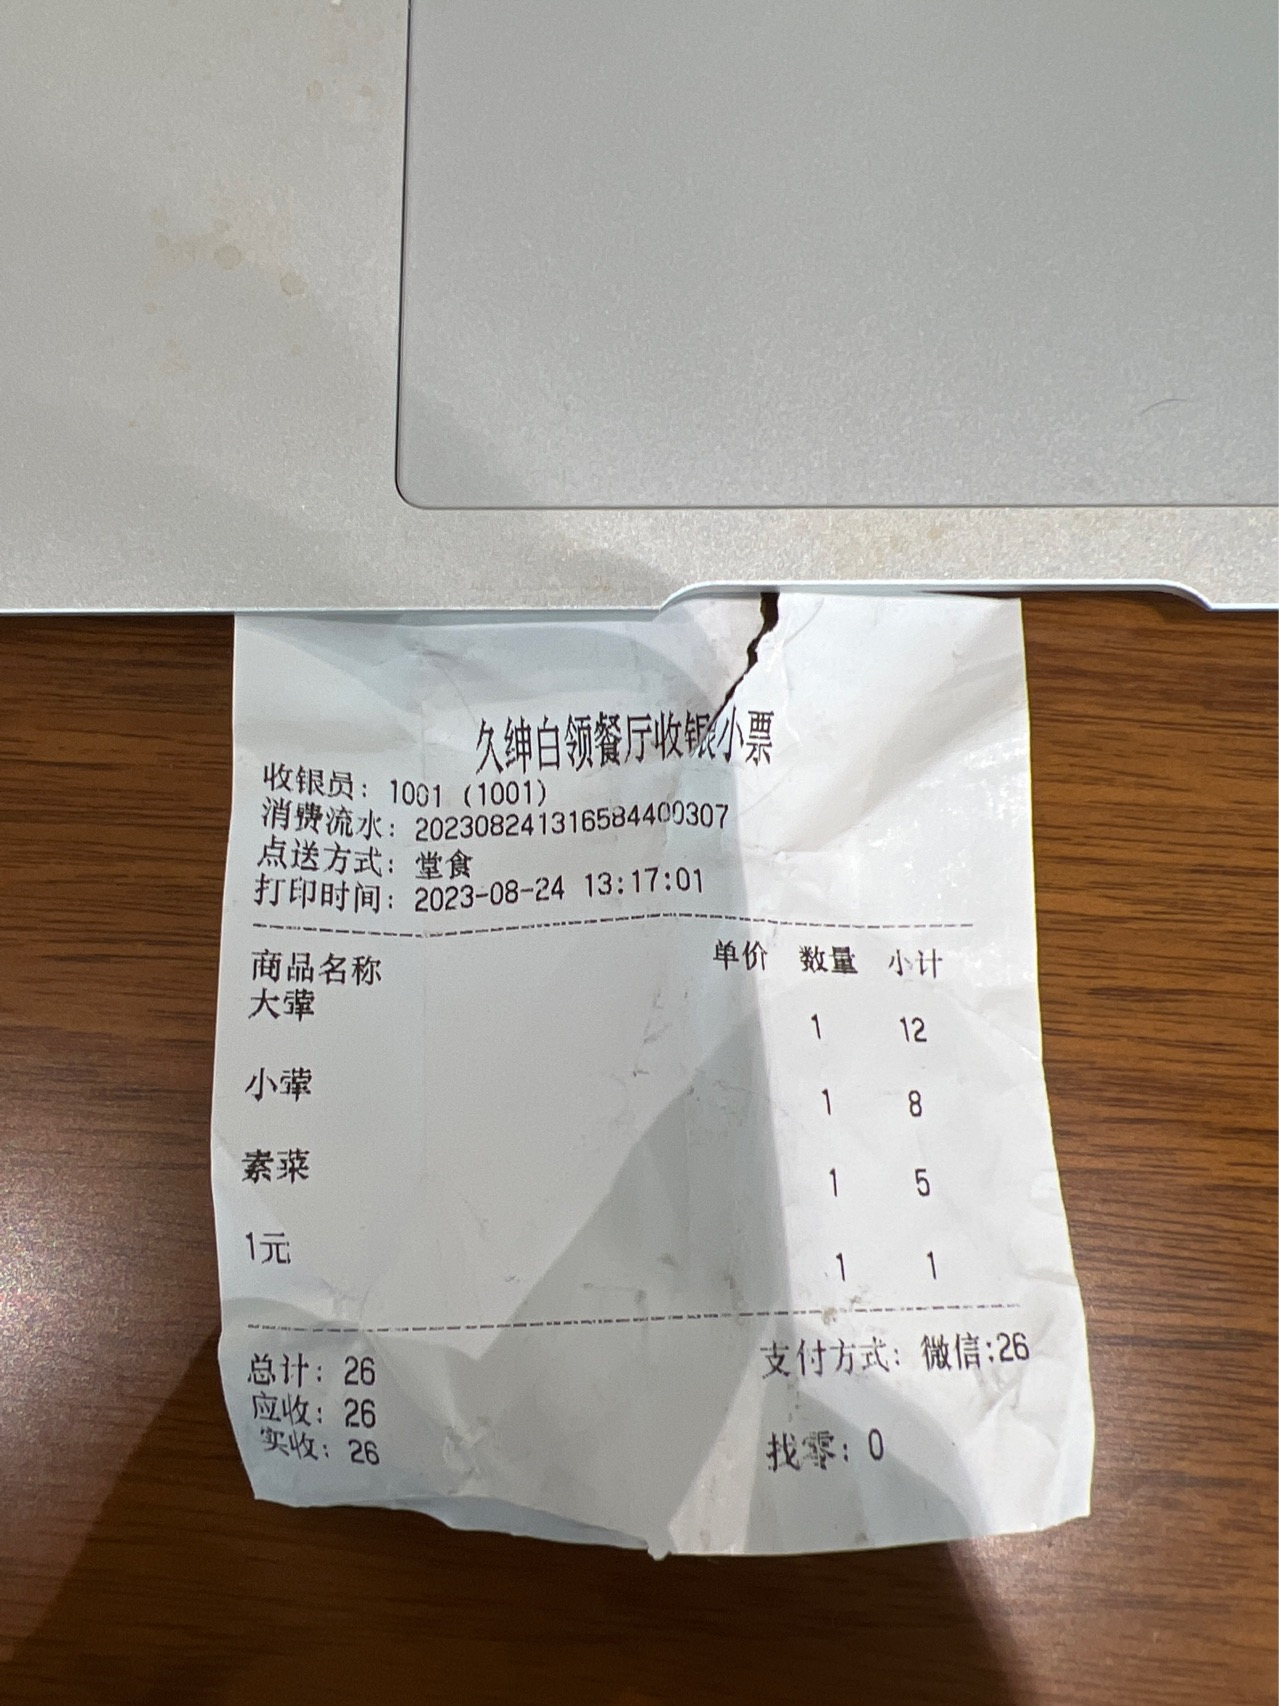 久绅白领餐厅收银小票
收银员: 1001 (1001)
消费流水: 202308241316584400307
点送方式: 堂食
打印时间: 2023-08-24 13:17:01
商品名称 单价 数量 小计
大荤
1 12
小荤
1 8
素菜
1 5
1元
1 1
总计: 26 支付方式: 微信:26
应收: 26
实收: 26 找零: 0